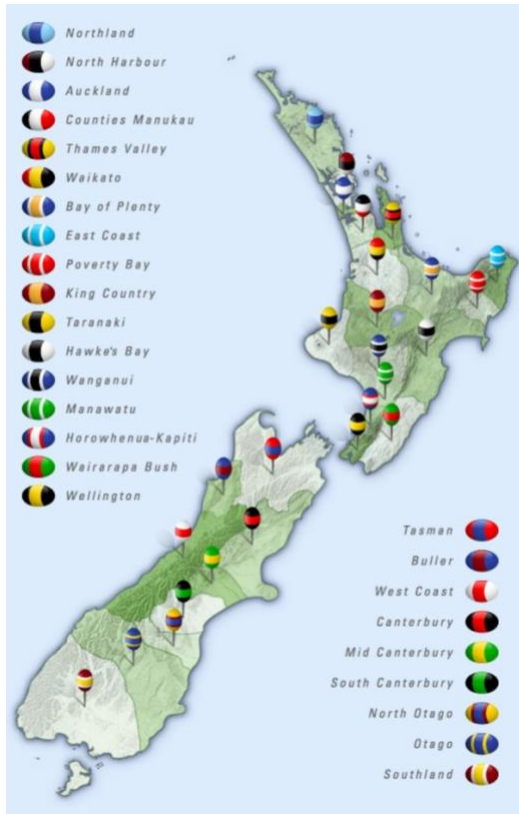 Northland
North Harbour
Auckland
Counties Manukau
Thames Valley
Waikato
Bay of Plenty
East Coast
Poverty Bay
King Country
Taranaki
Hawke's Bay
Wanganui
Manawatu
Horowhenua-Kapiti
Wairarapa Bush
Wellington
Tasman
Buller
West Coast
Canterbury
Mid Canterbury
South Canterbury
North Otago
Otago
Southland